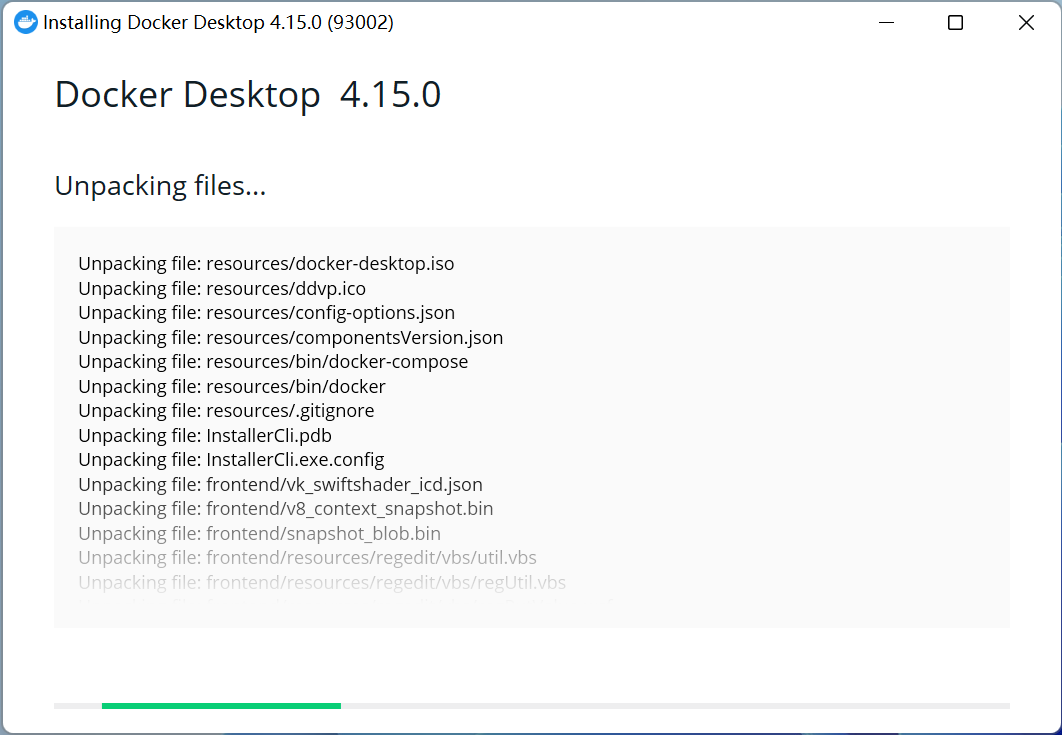 Installing Docker Desktop 4.15.0 (93002)
Docker Desktop 4.15.0
Unpacking files...
Unpacking file: resources/docker-desktop.iso
Unpacking file: resources/ddvp.ico
Unpacking file: resources/config-options.json
Unpacking file: resources/componentsVersion.json
Unpacking file: resources/bin/docker-compose
Unpacking file: resources/bin/docker
Unpacking file: resources/.gitignore
Unpacking file: InstallerCli.pdb
Unpacking file: InstallerCli.exe.config
Unpacking file: frontend/vk_swiftshader_icd.json
Unpacking file: frontend/v8_context_snapshot.bin
Unpacking file: frontend/snapshot_blob.bin
Unpacking file: frontend/resources/regedit/vbs/util.vbs
Unpacking file: frontend/resources/regedit/vbs/regUtil.vbs